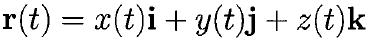 𝐫(t) = x(t)𝐢 + y(t)𝐣 + z(t)𝐤